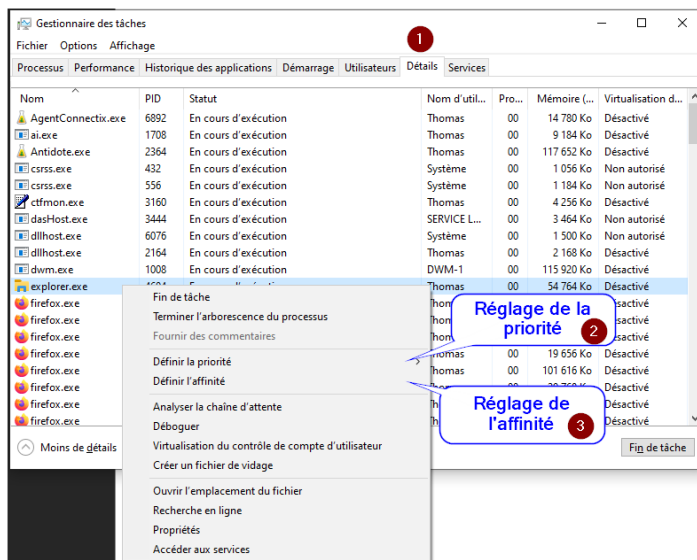 Gestionnaire des tâches
Fichier Options Affichage
1
Processus Performance Historique des applications Démarrage Utilisateurs Détails Services
Nom PID Statut Nom d'util... Pro... Mémoire (... Virtualisation d...
AgentConnectix.exe 6892 En cours d'exécution Thomas 00 14 780 Ko Désactivé
ai.exe 1708 En cours d'exécution Thomas 00 9 184 Ko Désactivé
Antidote.exe 2364 En cours d'exécution Thomas 00 117 652 Ko Désactivé
csrss.exe 432 En cours d'exécution Système 00 1 056 Ko Non autorisé
csrss.exe 556 En cours d'exécution Système 00 1 184 Ko Non autorisé
ctfmon.exe 3160 En cours d'exécution Thomas 00 4 256 Ko Désactivé
dasHost.exe 3444 En cours d'exécution SERVICE L... 00 3 464 Ko Non autorisé
dllhost.exe 6076 En cours d'exécution Système 00 1 500 Ko Non autorisé
dllhost.exe 2164 En cours d'exécution Thomas 00 2 168 Ko Désactivé
dwm.exe 1008 En cours d'exécution DWM-1 00 115 920 Ko Désactivé
explorer.exe En cours d'exécution Thomas 00 54 764 Ko Désactivé
firefox.exe Désactivé
firefox.exe Désactivé
firefox.exe Désactivé
firefox.exe Thomas 00 19 656 Ko Désactivé
firefox.exe Thomas 00 101 616 Ko Désactivé
firefox.exe Désactivé
firefox.exe Désactivé
firefox.exe Désactivé
Fin de tâche
Terminer l'arborescence du processus
Fournir des commentaires
Définir la priorité
Définir l'affinité
Analyser la chaîne d'attente
Déboguer
Virtualisation du contrôle de compte d'utilisateur
Créer un fichier de vidage
Ouvrir l'emplacement du fichier
Recherche en ligne
Propriétés
Accéder aux services
Réglage de la
priorité 2
Réglage de
l'affinité 3
Moins de détails
Fin de tâche